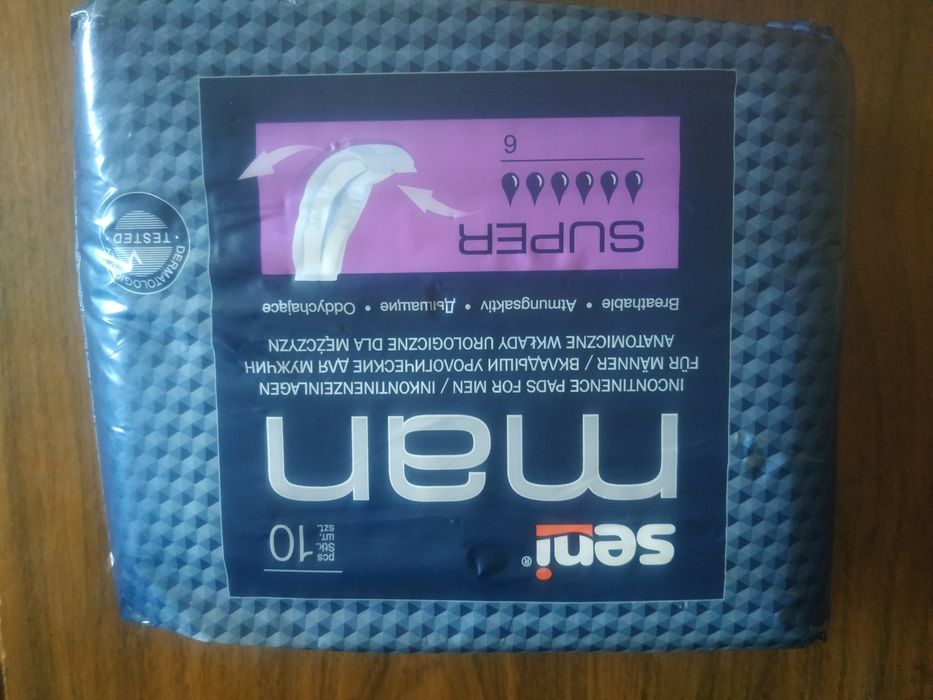 seni®
10
pcs
Stk.
шт.
szt.
man
INCONTINENCE PADS FOR MEN / INKONTINENZEINLAGEN
FÜR MÄNNER / ВКЛАДЫШИ УРОЛОГИЧЕСКИЕ ДЛЯ МУЖЧИН
ANATOMICZNE WKŁADY UROLOGICZNE DLA MĘŻCZYZN
Breathable • Atmungsaktiv • Дышащие • Oddychające
SUPER
6
TESTED